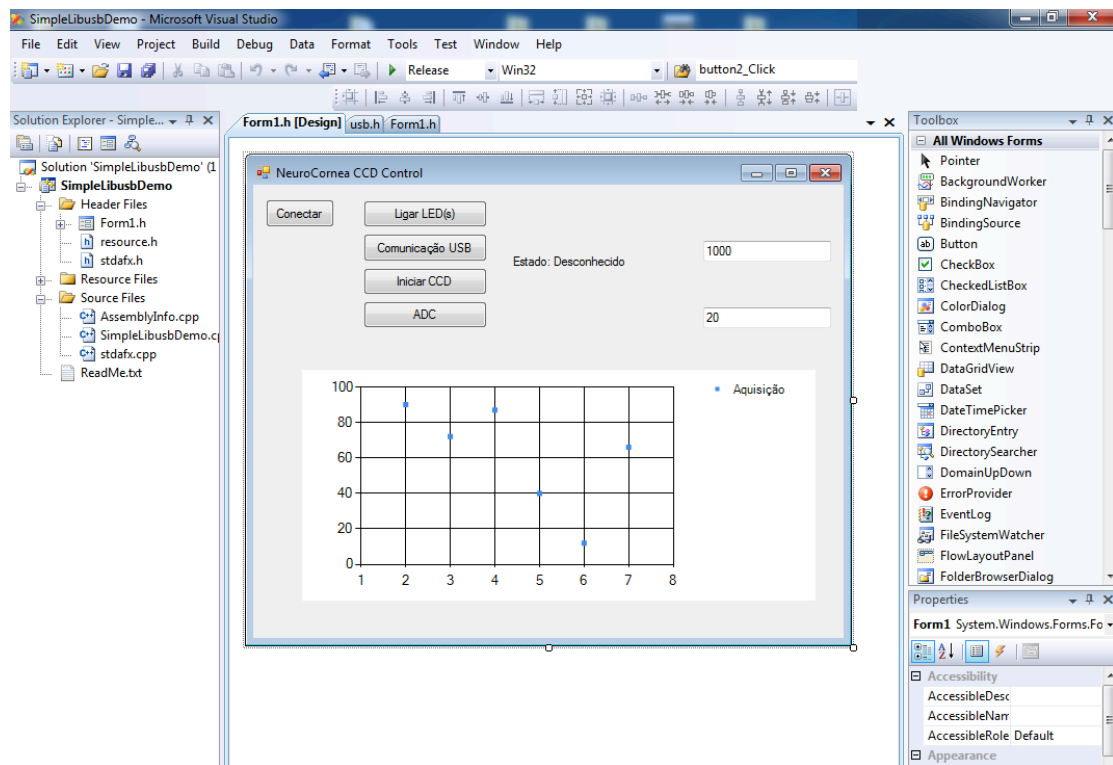 SimpleLibusbDemo - Microsoft Visual Studio
File Edit View Project Build Debug Data Format Tools Test Window Help
Release Win32 button2_Click
Solution Explorer - Simple...
Solution 'SimpleLibusbDemo' (1
SimpleLibusbDemo
Header Files
Form1.h
resource.h
stdafx.h
Resource Files
Source Files
AssemblyInfo.cpp
SimpleLibusbDemo.c
stdafx.cpp
ReadMe.txt
Form1.h [Design] usb.h Form1.h
NeuroCornea CCD Control
Conectar
Ligar LED(s)
Comunicação USB
Iniciar CCD
ADC
Estado: Desconhecido
1000
20
100
80
60
40
20
0
1 2 3 4 5 6 7 8
Aquisição
Toolbox
All Windows Forms
Pointer
BackgroundWorker
BindingNavigator
BindingSource
Button
CheckBox
CheckedListBox
ColorDialog
ComboBox
ContextMenuStrip
DataGridView
DataSet
DateTimePicker
DirectoryEntry
DirectorySearcher
DomainUpDown
ErrorProvider
EventLog
FileSystemWatcher
FlowLayoutPanel
FolderBrowserDialog
Properties
Form1 System.Windows.Forms.Fo
Accessibility
AccessibleDesc
AccessibleNam
AccessibleRole Default
Appearance